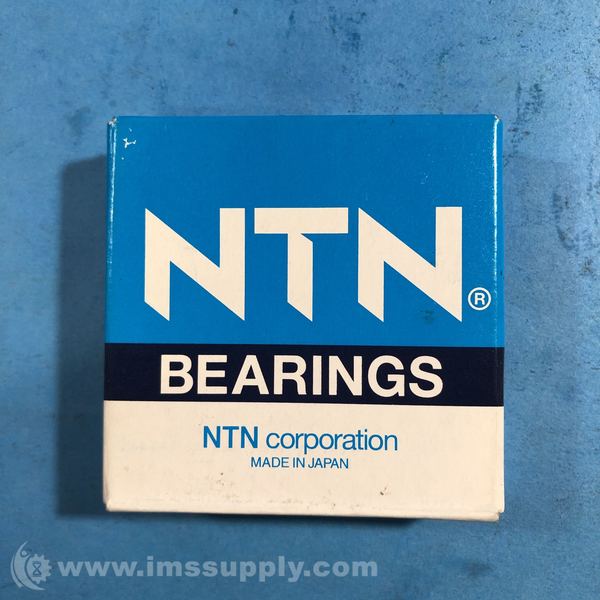 NTN®
BEARINGS
NTN corporation
MADE IN JAPAN
www.imssupply.com